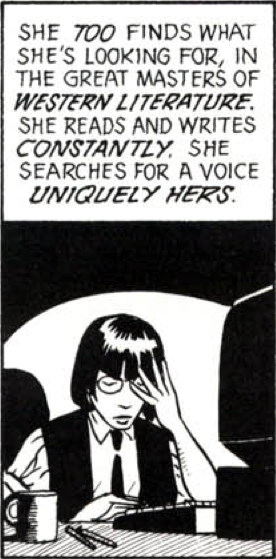 SHE TOO FINDS WHAT
SHE'S LOOKING FOR, IN
THE GREAT MASTERS OF
WESTERN LITERATURE.
SHE READS AND WRITES
CONSTANTLY. SHE
SEARCHES FOR A VOICE
UNIQUELY HERS.